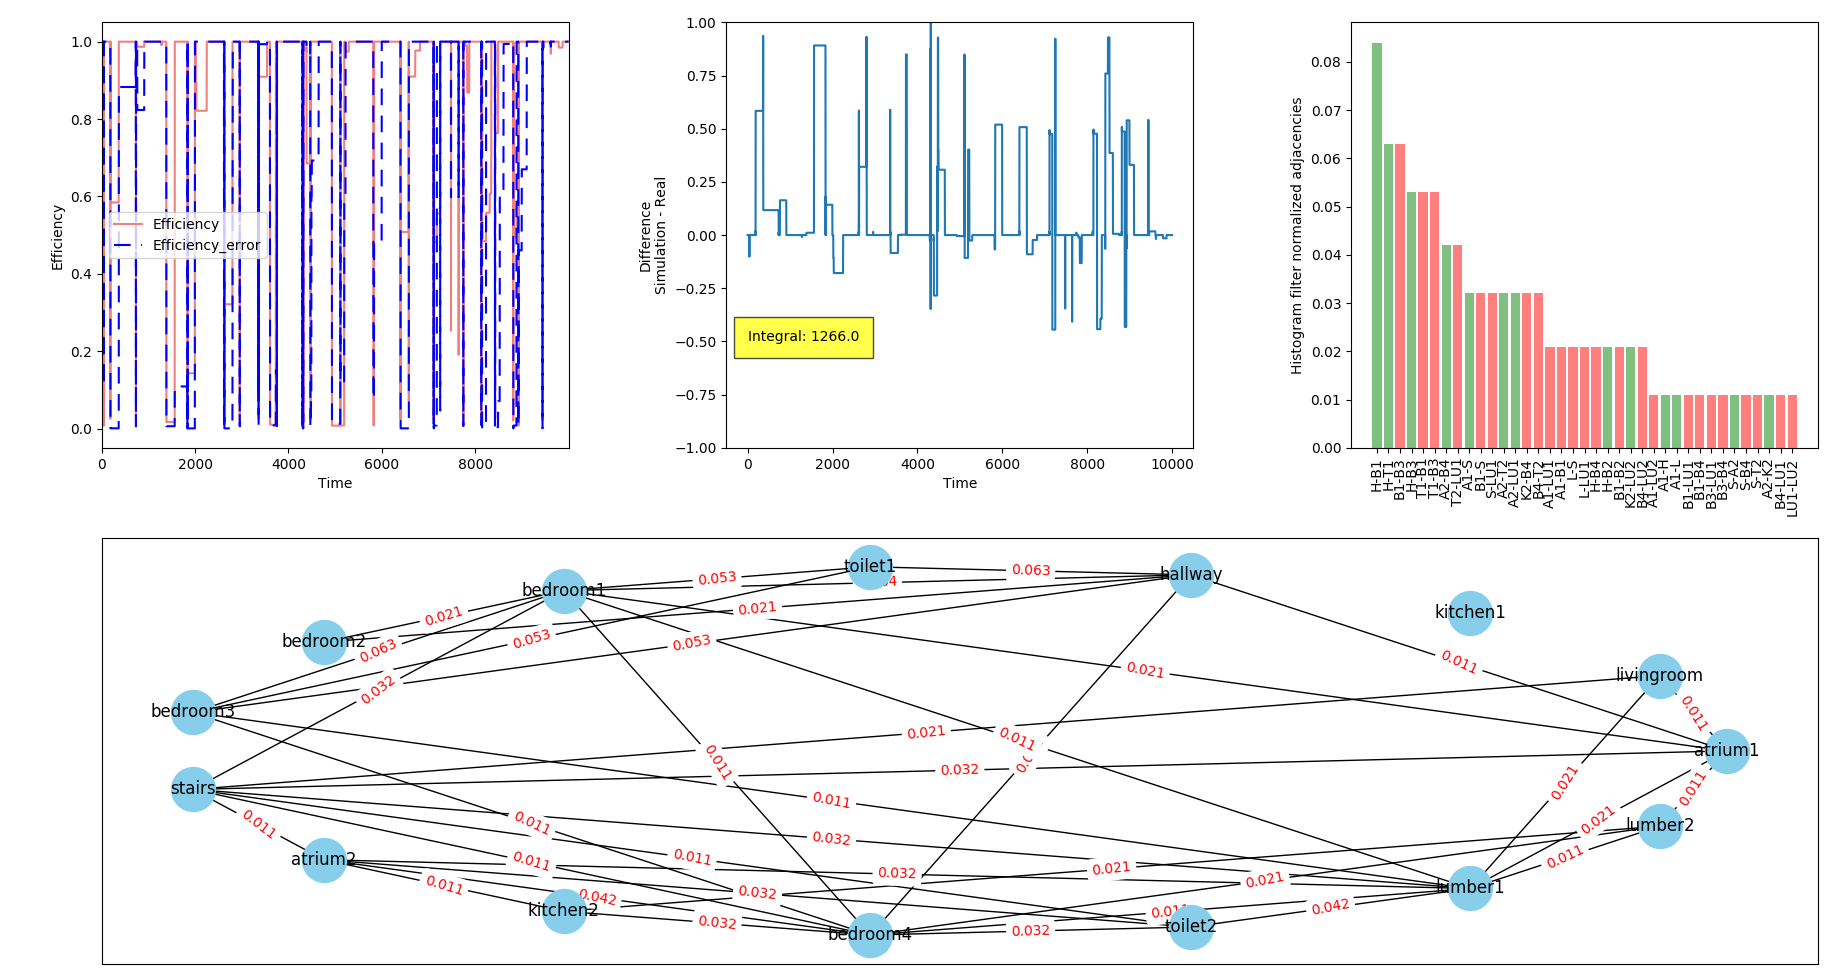 1.0
0.8
0.6
0.4
0.2
0.0
Efficiency
Efficiency
Efficiency_error
0
2000
4000
6000
8000
Time
1.00
0.75
0.50
0.25
0.00
−0.25
−0.50
−0.75
−1.00
Difference
Simulation - Real
Integral: 1266.0
0
2000
4000
6000
8000
10000
Time
0.08
0.07
0.06
0.05
0.04
0.03
0.02
0.01
0.00
Histogram filter normalized adjacencies
H-B1
H-T1
B1-B3
H-B3
T1-B1
T1-B3
A2-B4
T2-LU1
A1-S
B1-S
S-LU1
A2-T2
A2-LU1
K2-B4
B4-T2
A1-LU1
A1-B1
L-S
L-LU1
H-B4
H-B2
B1-B2
K2-LU2
B4-LU2
A1-LU2
A1-H
A1-L
B1-LU1
B1-B4
B3-LU1
B3-B4
S-A2
S-B4
S-T2
A2-K2
B4-LU1
LU1-LU2
toilet1
hallway
bedroom1
0.053
0.063
kitchen1
bedroom2
0.021
0.021
0.063
0.053
0.053
0.011
livingroom
0.021
0.032
bedroom3
0.011
0.021
0.011
atrium1
0.011
0.032
stairs
0.021
0.011
0.011
0.011
0.011
0.032
0.021
lumber2
atrium2
0.011
0.011
0.032
0.021
0.011
0.011
0.032
0.021
umber1
0.042
kitchen2
0.032
0.042
0.032
bedroom4
toilet2